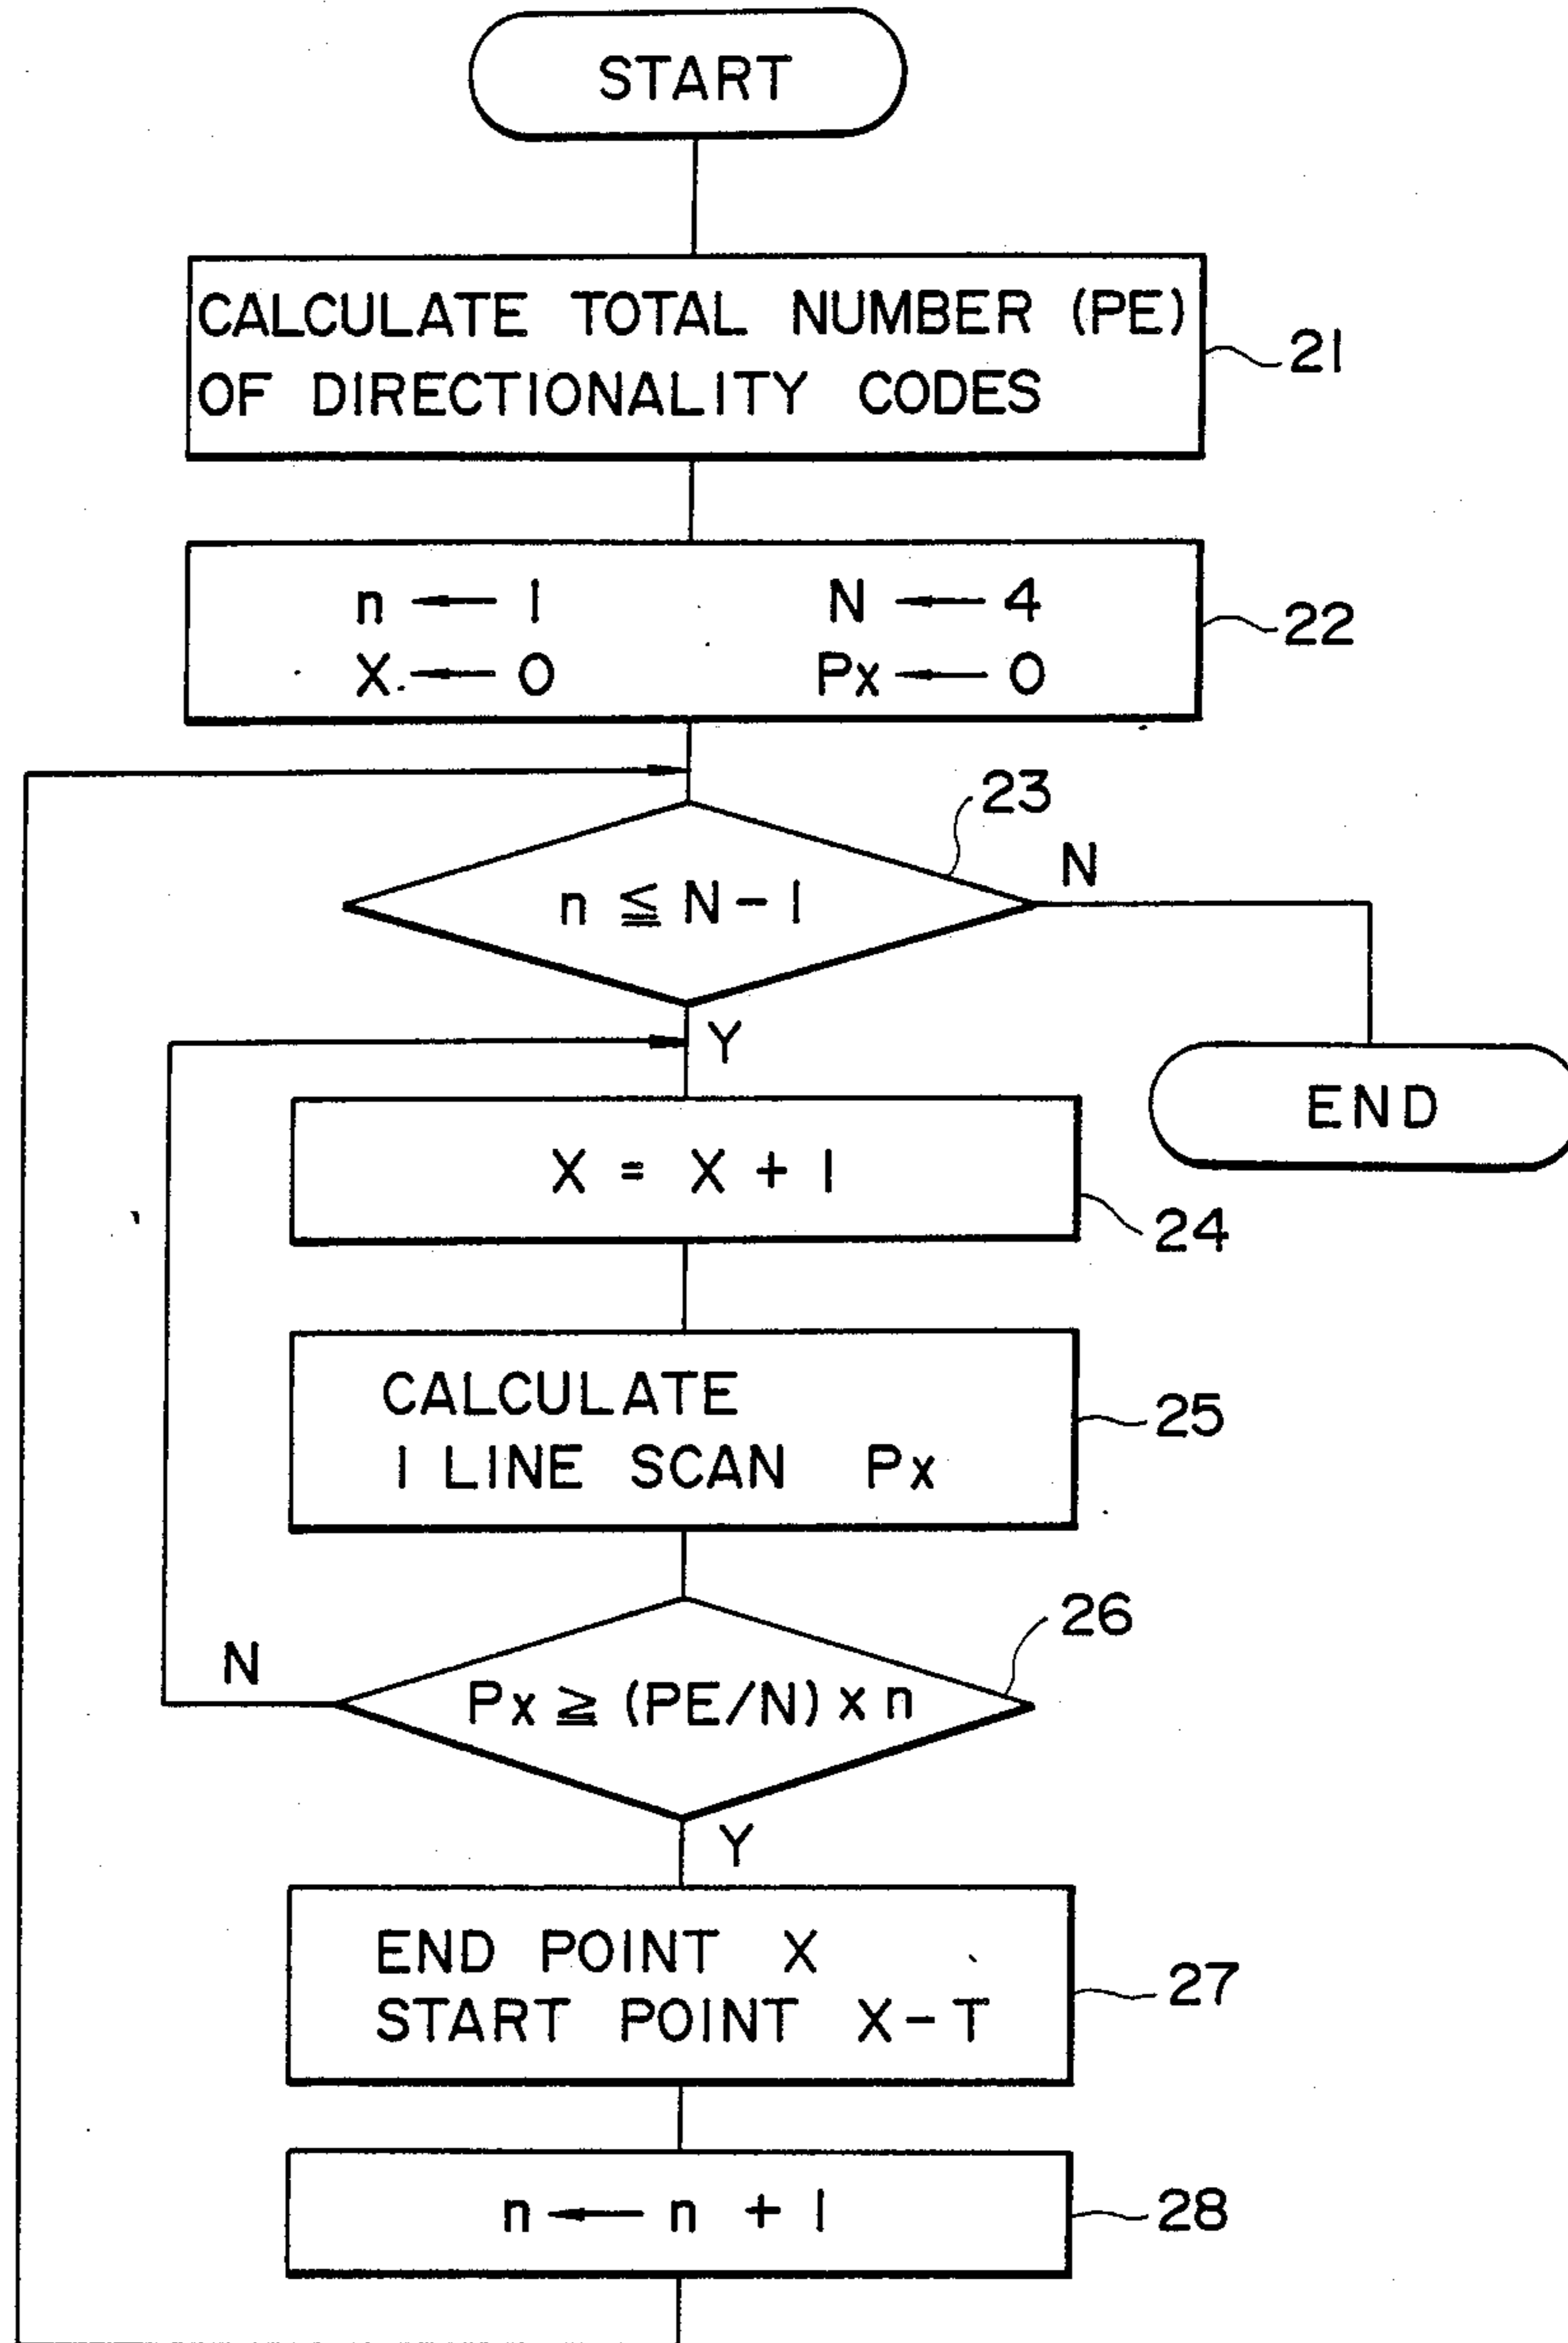 START
CALCULATE TOTAL NUMBER (PE)
OF DIRECTIONALITY CODES
21
n ← 1 N ← 4
X ← 0 Px ← 0
22
23
n ≦ N - 1
N
Y
END
X = X + 1
24
CALCULATE
1 LINE SCAN Px
25
26
N
Px ≧ (PE/N) x n
Y
END POINT X
START POINT X - T
27
n ← n + 1
28